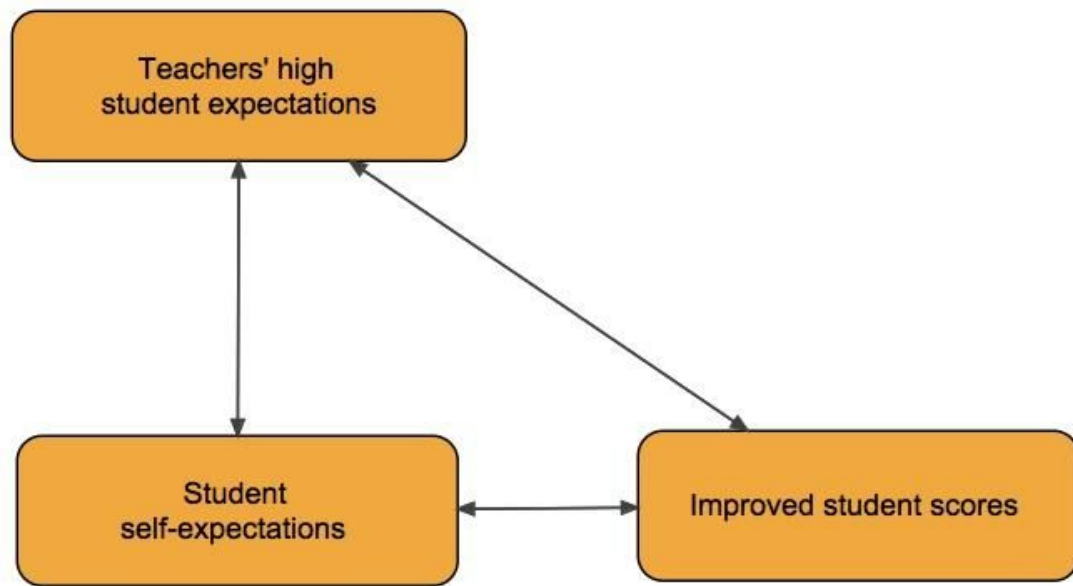 Teachers' high
student expectations
Student
self-expectations
Improved student scores